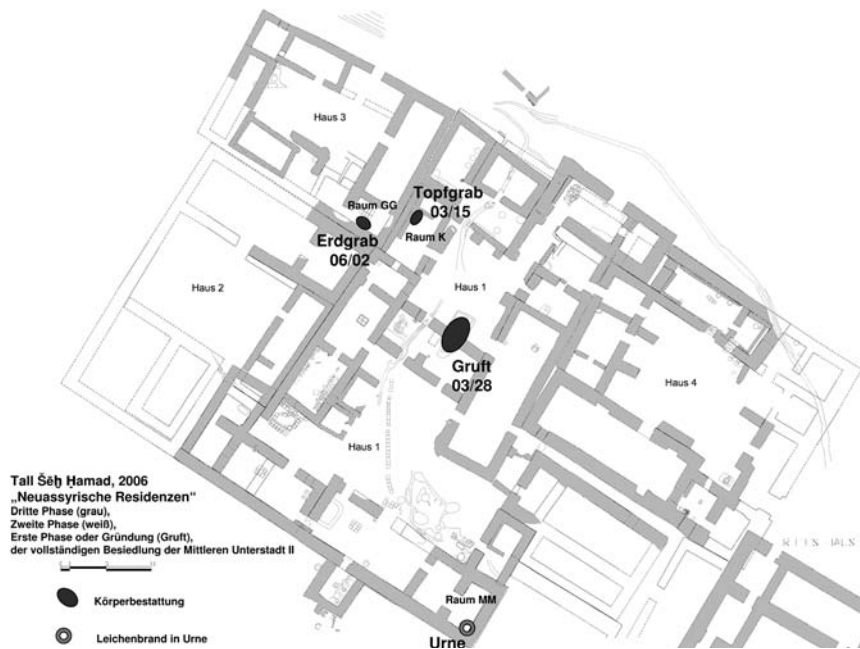 Haus 3
Topfgrab
03/15
Raum GG
Raum K
Erdgrab
06/02
Haus 2
Haus 1
Gruft
03/28
Haus 4
Haus 1
Tall Šēḫ Ḥamad, 2006
„Neuassyrische Residenzen"
Dritte Phase (grau),
Zweite Phase (weiß),
Erste Phase oder Gründung (Gruft),
der vollständigen Besiedlung der Mittleren Unterstadt II
Körperbestattung
Leichenbrand in Urne
Raum MM
Urne